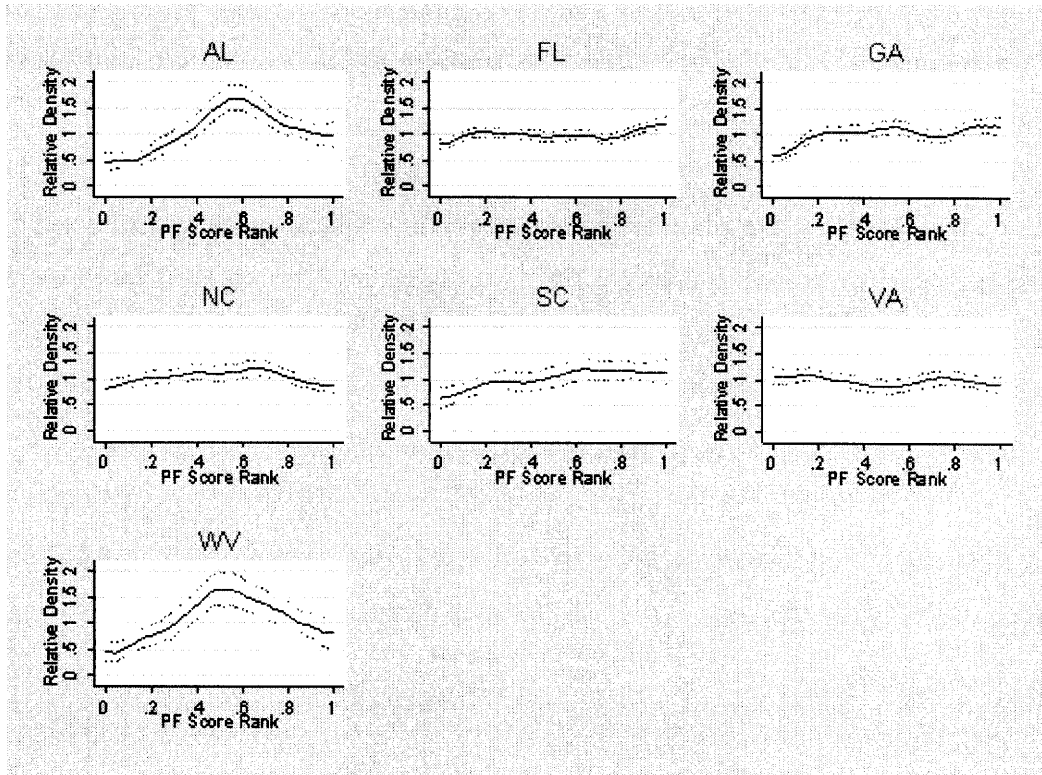 AL
Relative Density
0 .5 1 1.5 2
0 .2 .4 .6 .8 1
PF Score Rank
FL
Relative Density
0 .5 1 1.5 2
0 .2 .4 .6 .8 1
PF Score Rank
GA
Relative Density
0 .5 1 1.5 2
0 .2 .4 .6 .8 1
PF Score Rank
NC
Relative Density
0 .5 1 1.5 2
0 .2 .4 .6 .8 1
PF Score Rank
SC
Relative Density
0 .5 1 1.5 2
0 .2 .4 .6 .8 1
PF Score Rank
VA
Relative Density
0 .5 1 1.5 2
0 .2 .4 .6 .8 1
PF Score Rank
WV
Relative Density
0 .5 1 1.5 2
0 .2 .4 .6 .8 1
PF Score Rank